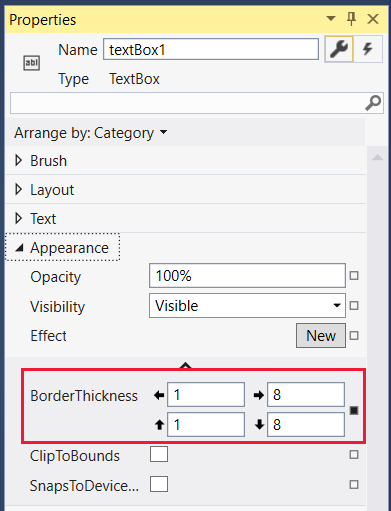 Properties
Name textBox1
abl
Type TextBox
Arrange by: Category
Brush
Layout
Text
Appearance
Opacity 100%
Visibility Visible
Effect New
BorderThickness 1 8
1 8
ClipToBounds
SnapsToDevice...